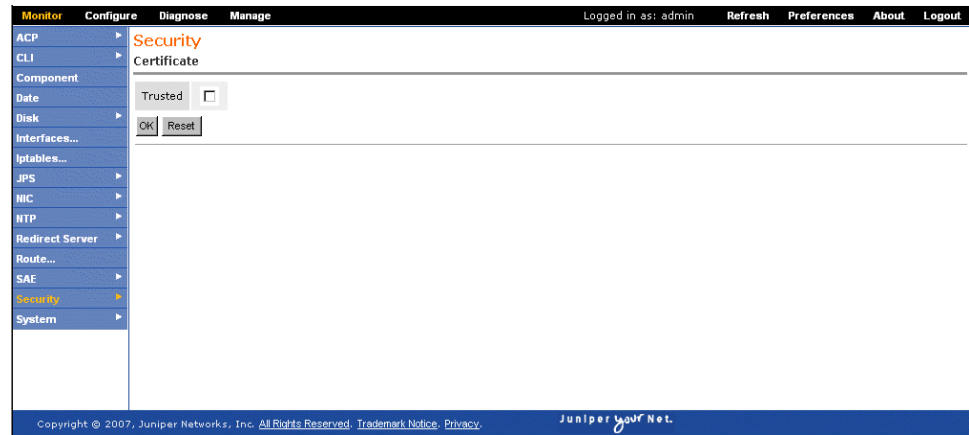 Monitor Configure Diagnose Manage Logged in as: admin Refresh Preferences About Logout
ACP
CLI
Component
Date
Disk
Interfaces...
Iptables...
JPS
NIC
NTP
Redirect Server
Route...
SAE
Security
System
Security
Certificate
Trusted
OK Reset
Copyright © 2007, Juniper Networks, Inc. All Rights Reserved. Trademark Notice. Privacy.
Juniper your Net.